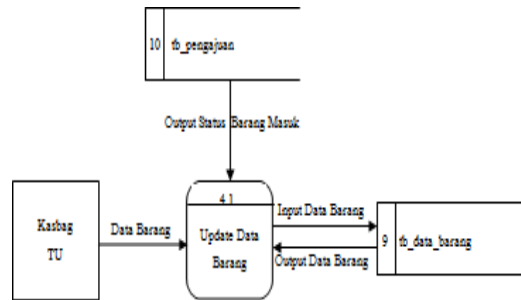 10 tb_pengajuan
Output Status Barang Masuk
4.1
Kasbag
TU
Data Barang
Update Data
Barang
Input Data Barang
Output Data Barang
9 tb_data_barang